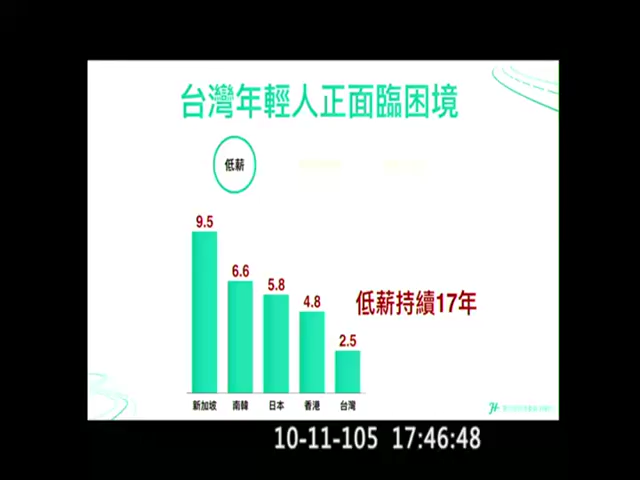 台灣年輕人正面臨困境
低薪
9.5
6.6
5.8
4.8
2.5
低薪持續17年
新加坡
南韓
日本
香港
台灣
10-11-105 17:46:48